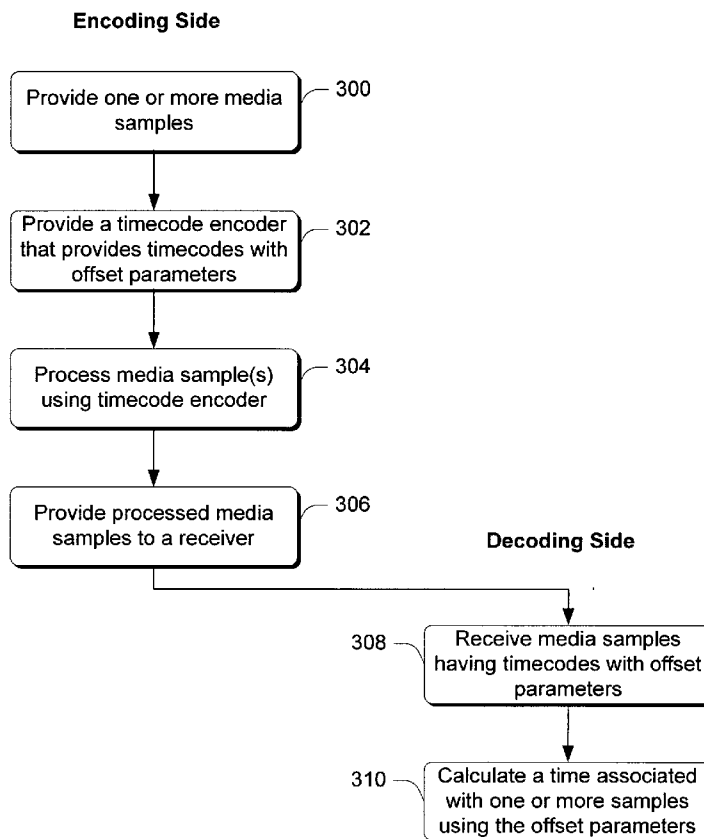 Encoding Side
Provide one or more media
samples
300
Provide a timecode encoder
that provides timecodes with
offset parameters
302
Process media sample(s)
using timecode encoder
304
Provide processed media
samples to a receiver
306
Decoding Side
308
Receive media samples
having timecodes with offset
parameters
310
Calculate a time associated
with one or more samples
using the offset parameters